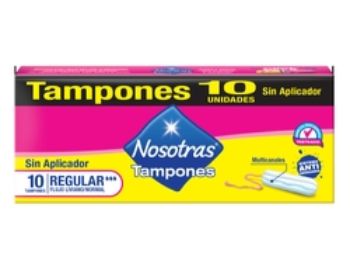 Tampones 10 UNIDADES Sin Aplicador
Nosotras
Tampones
Sin Aplicador
10 TAMPONES
REGULAR
FLUJO LIVIANO/NORMAL
Multicanales
ANTI